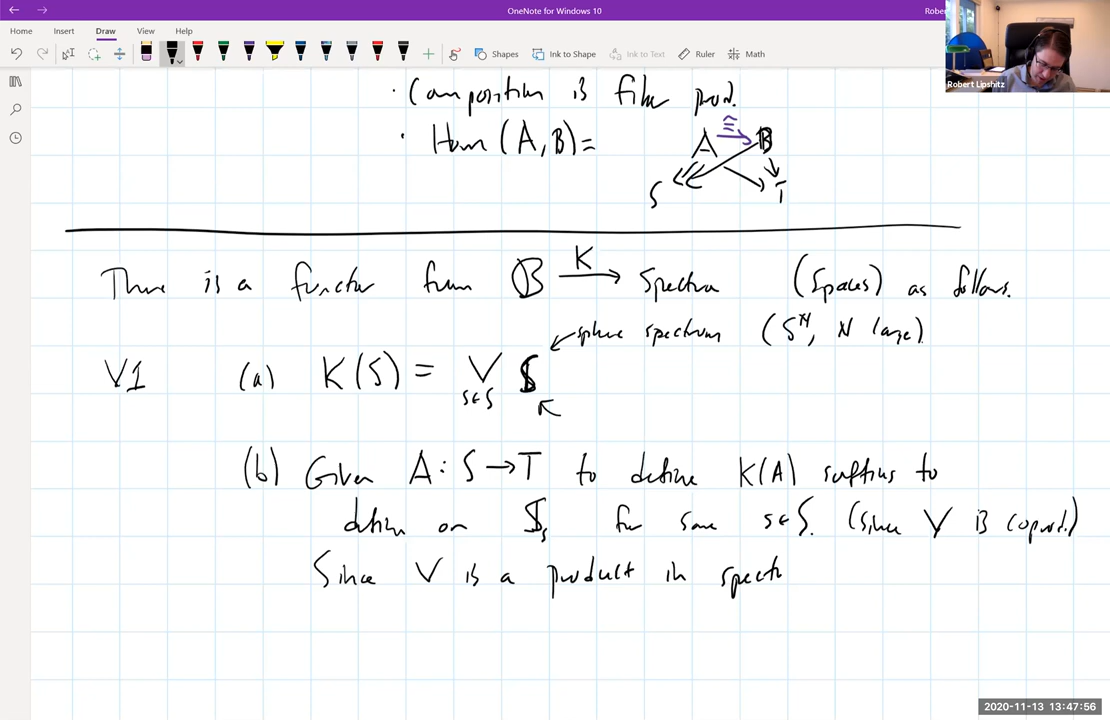 OneNote for Windows 10
Rober
Home Insert Draw View Help
Shapes Ink to Shape Ink to Text Ruler Math
Robert Lipshitz
· Composition is fiber prod.
· Hom(A,B)= A ≅ B
S T
There is a functor from B K→ Spectra (Spaces) as follows.
sphere spectrum (S^N, N large)
V1 (a) K(S) = ⋁ 𝕊
s∈S
(b) Given A: S→T to define K(A) suffices to
define on 𝕊s for some s∈S. (since ⋁ is coprod.)
Since ⋁ is a product in spect
2020-11-13 13:47:56